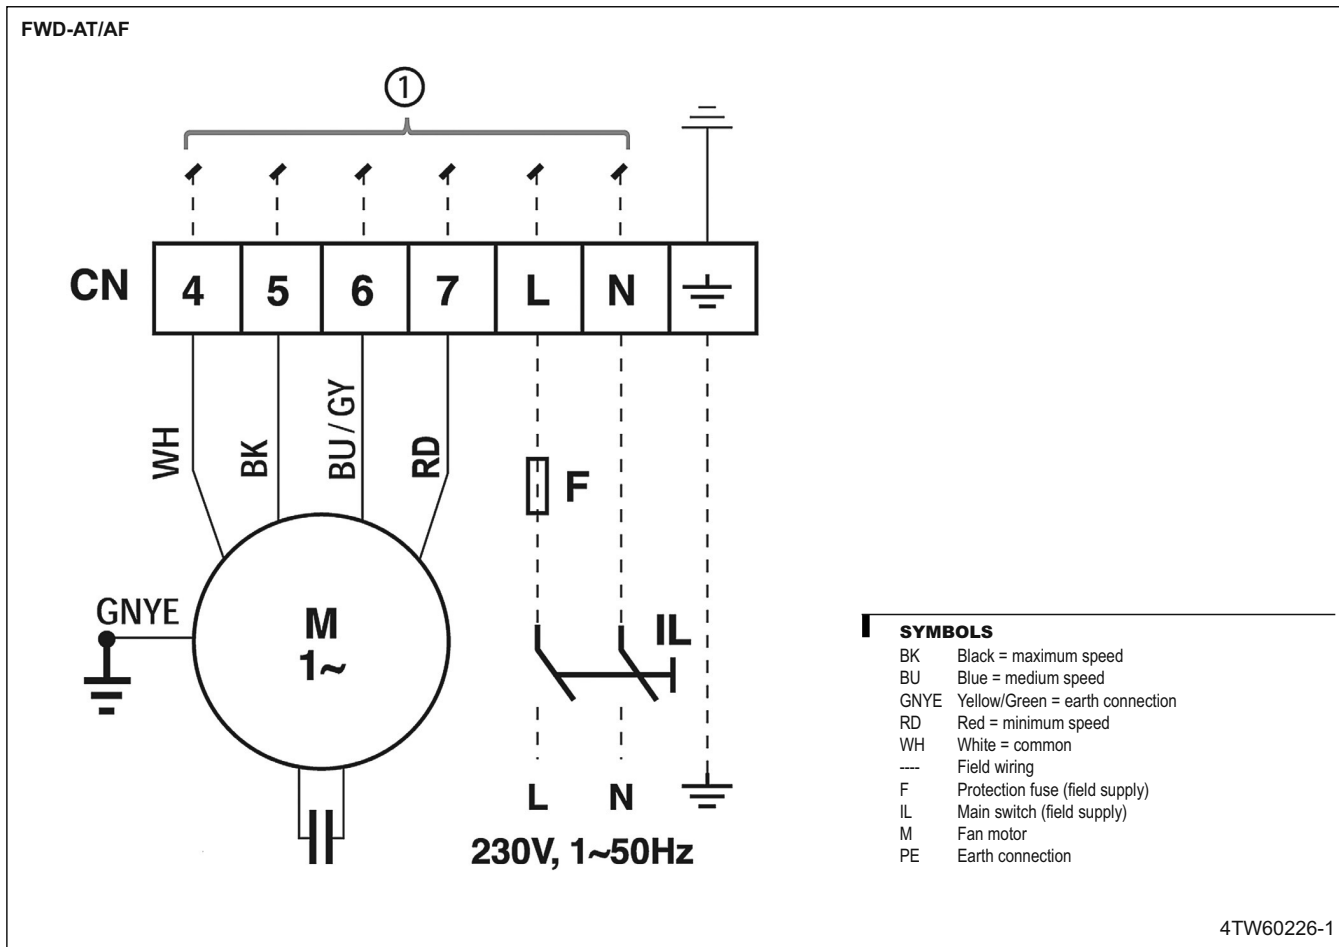 FWD-AT/AF
1
CN 4 5 6 7 L N
WH BK BU / GY RD
F
GNYE
M
1~
IL
L N
230V, 1~50Hz
SYMBOLS
BK Black = maximum speed
BU Blue = medium speed
GNYE Yellow/Green = earth connection
RD Red = minimum speed
WH White = common
---- Field wiring
F Protection fuse (field supply)
IL Main switch (field supply)
M Fan motor
PE Earth connection
4TW60226-1